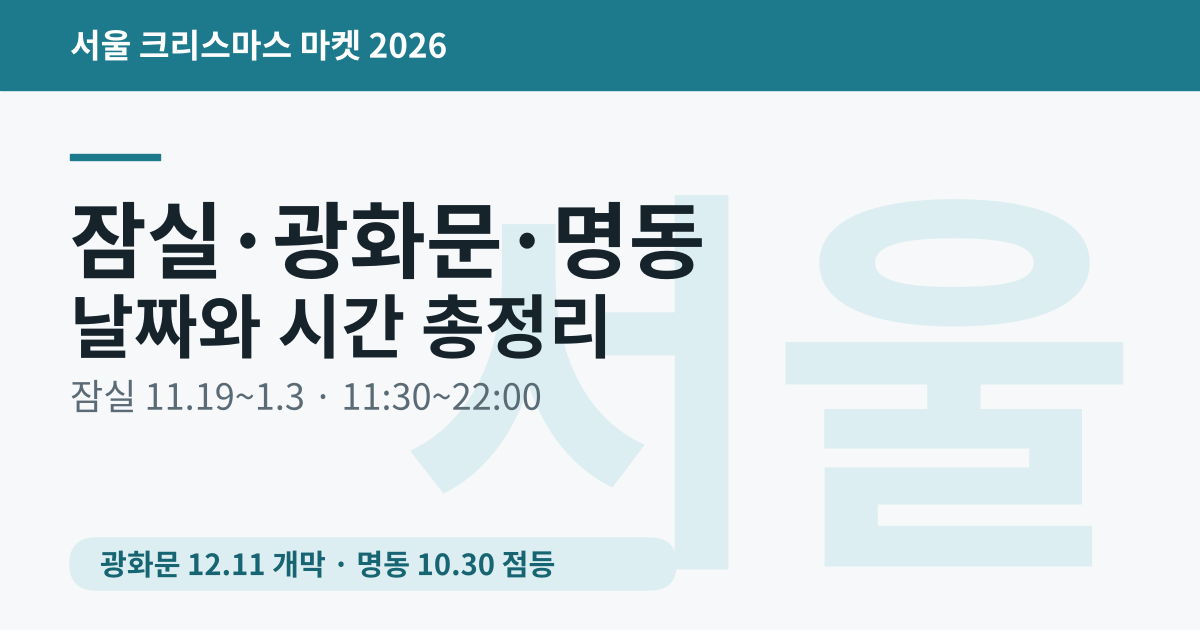 서울 크리스마스 마켓 2026
잠실·광화문·명동
날짜와 시간 총정리
잠실 11.19~1.3 · 11:30~22:00
서울
광화문 12.11 개막 · 명동 10.30 점등